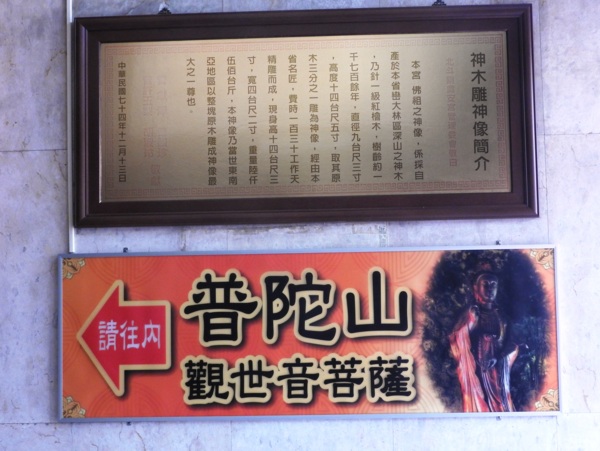 神木雕神像簡介
本宮 佛祖之神像,係採自
產於本省巒大林區深山之神木
,乃針一級紅檜木,樹齡約一
千七百餘年,直徑九台尺三寸
,高度十四台尺五寸,取其原
木三分之一雕為神像,經由本
省名匠,費時一百三十工作天
精雕而成,現身高十四台尺三
寸,寬四台尺二寸,重量陸仟
伍佰台斤,本神像乃當世東南
亞地區以整塊原木雕成神像最
大之一尊也。
中華民國七十四年十二月十三日
普陀山
觀世音菩薩
請往內